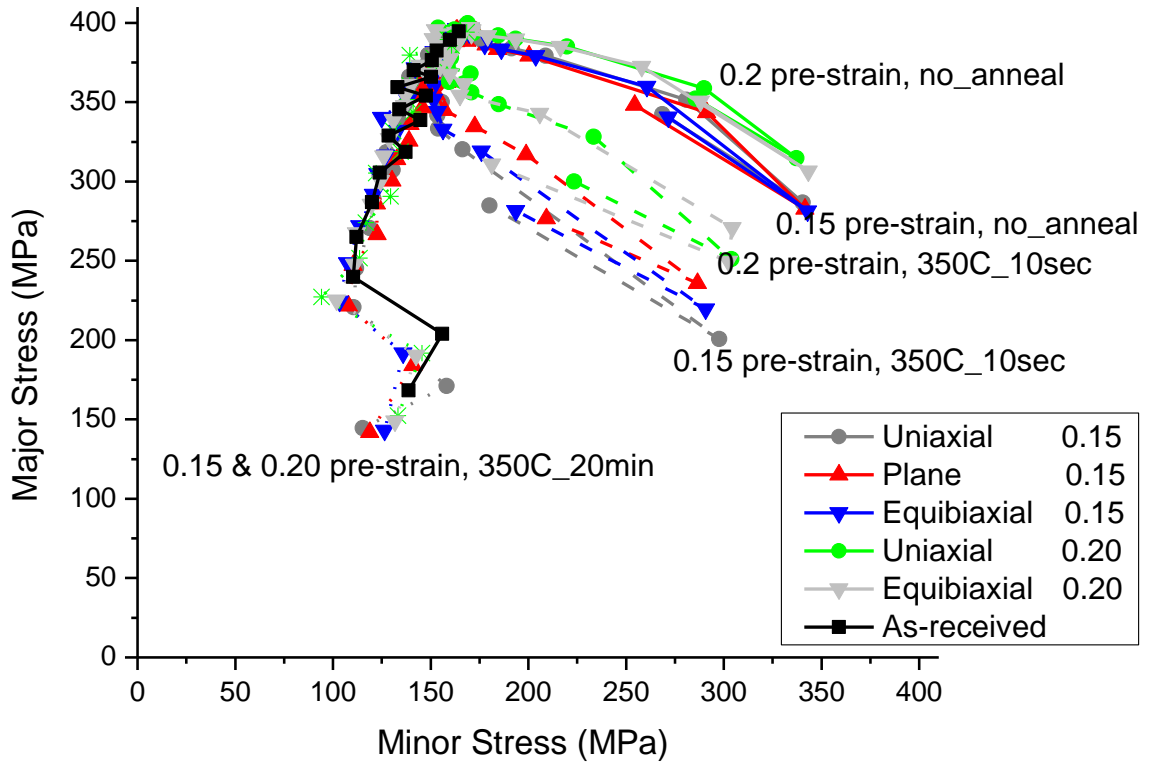 400
350
300
250
200
150
100
50
0
Major Stress (MPa)
0.2 pre-strain, no_anneal
0.15 pre-strain, no_anneal
0.2 pre-strain, 350C_10sec
0.15 pre-strain, 350C_10sec
0.15 & 0.20 pre-strain, 350C_20min
Uniaxial 0.15
Plane 0.15
Equibiaxial 0.15
Uniaxial 0.20
Equibiaxial 0.20
As-received
0 50 100 150 200 250 300 350 400
Minor Stress (MPa)